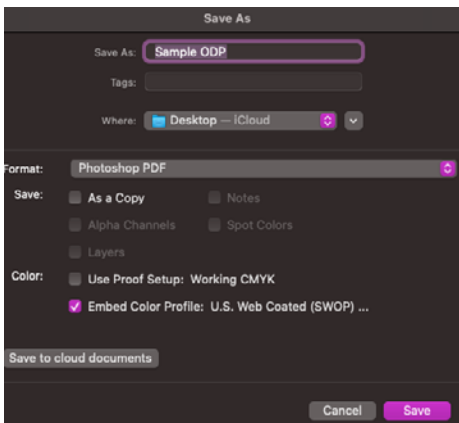 Save As
Save As: Sample ODP
Tags:
Where: Desktop — iCloud
Format: Photoshop PDF
Save: As a Copy Notes
Alpha Channels Spot Colors
Layers
Color: Use Proof Setup: Working CMYK
Embed Color Profile: U.S. Web Coated (SWOP) ...
Save to cloud documents
Cancel Save